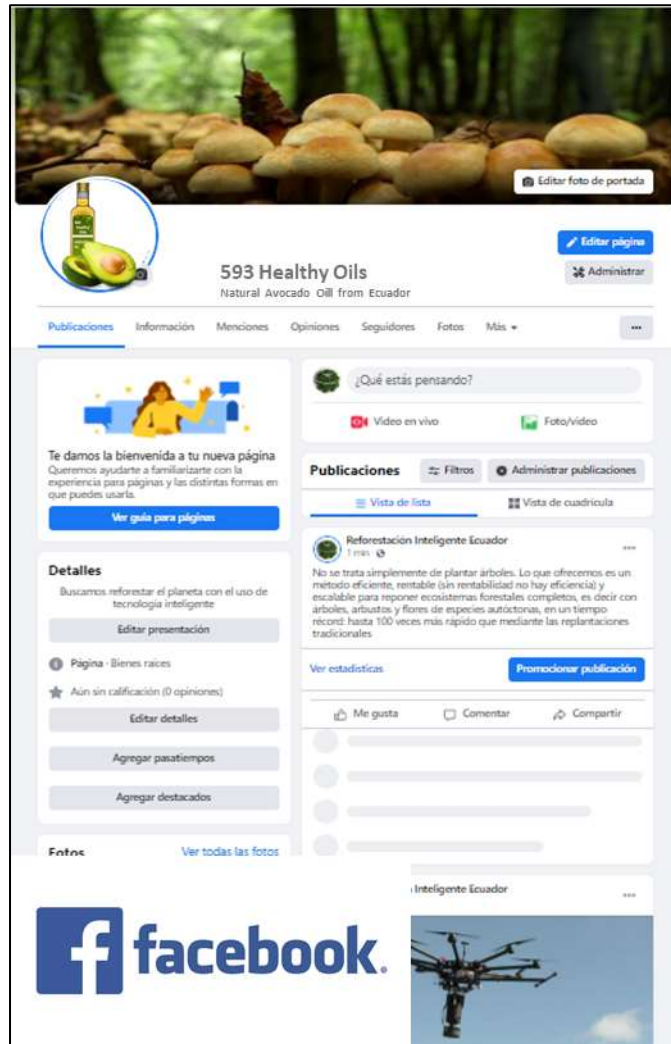 Editar foto de portada
Editar página
593 Healthy Oils
Administrar
Natural Avocado Oill from Ecuador
Publicaciones Información Menciones Opiniones Seguidores Fotos Más
Te damos la bienvenida a tu nueva página
Queremos ayudarte a familiarizarte con la
experiencia para páginas y las distintas formas en
que puedes usarla.
Ver guía para páginas
Detalles
Buscamos reforestar el planeta con el uso de
tecnología inteligente
Editar presentación
Página · Bienes raíces
Aún sin calificación (0 opiniones)
Editar detalles
Agregar pasatiempos
Agregar destacados
Fotos Ver todas las fotos
¿Qué estás pensando?
Video en vivo Foto/video
Publicaciones Filtros Administrar publicaciones
Vista de lista Vista de cuadrícula
Reforestación Inteligente Ecuador
1 min
No se trata simplemente de plantar árboles. Lo que ofrecemos es un
método eficiente, rentable (sin rentabilidad no hay eficiencia) y
escalable para reponer ecosistemas forestales completos, es decir con
árboles, arbustos y flores de especies autóctonas, en un tiempo
récord: hasta 100 veces más rápido que mediante las replantaciones
tradicionales
Ver estadísticas Promocionar publicación
Me gusta Comentar Compartir
Inteligente Ecuador
f facebook.